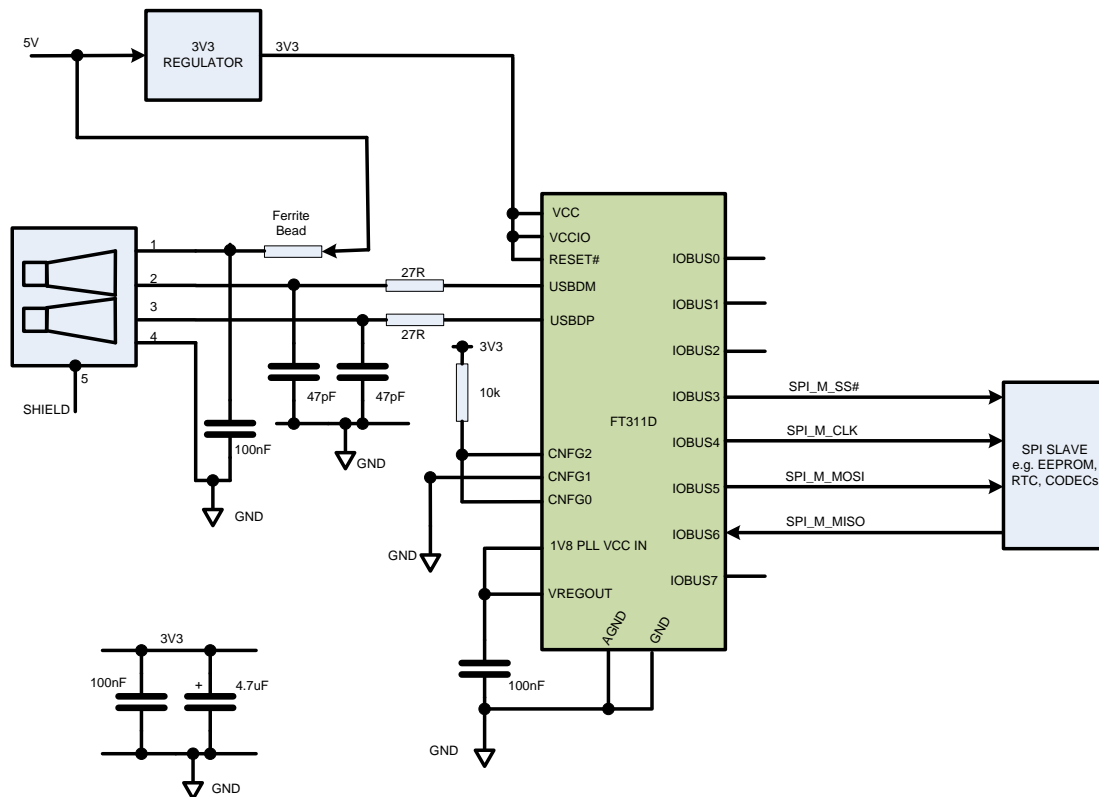 5V
3V3
REGULATOR
3V3
Ferrite
Bead
1
2
3
4
5
SHIELD
27R
27R
47pF
47pF
GND
100nF
GND
3V3
10k
GND
VCC
VCCIO
RESET#
USBDM
USBDP
CNFG2
CNFG1
CNFG0
1V8 PLL VCC IN
VREGOUT
AGND
GND
FT311D
IOBUS0
IOBUS1
IOBUS2
IOBUS3
IOBUS4
IOBUS5
IOBUS6
IOBUS7
SPI_M_SS#
SPI_M_CLK
SPI_M_MOSI
SPI_M_MISO
SPI SLAVE
e.g. EEPROM,
RTC, CODECs
100nF
GND
3V3
100nF
+
4.7uF
GND